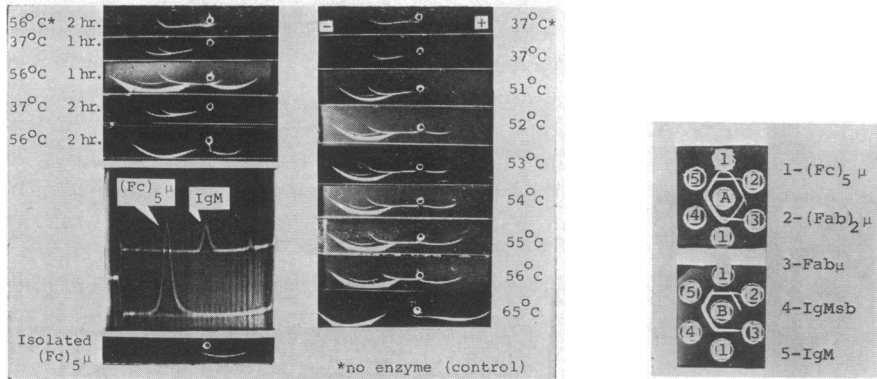 56°C* 2 hr.
37°C 1 hr.
56°C 1 hr.
37°C 2 hr.
56°C 2 hr.
(Fc)5μ IgM
Isolated
(Fc)5μ
- +
37°C*
37°C
51°C
52°C
53°C
54°C
55°C
56°C
65°C
*no enzyme (control)
1
5 2
A
4 3
1
1
5 2
B
4 3
1
1-(Fc)5μ
2-(Fab)2μ
3-Fabμ
4-IgMsb
5-IgM